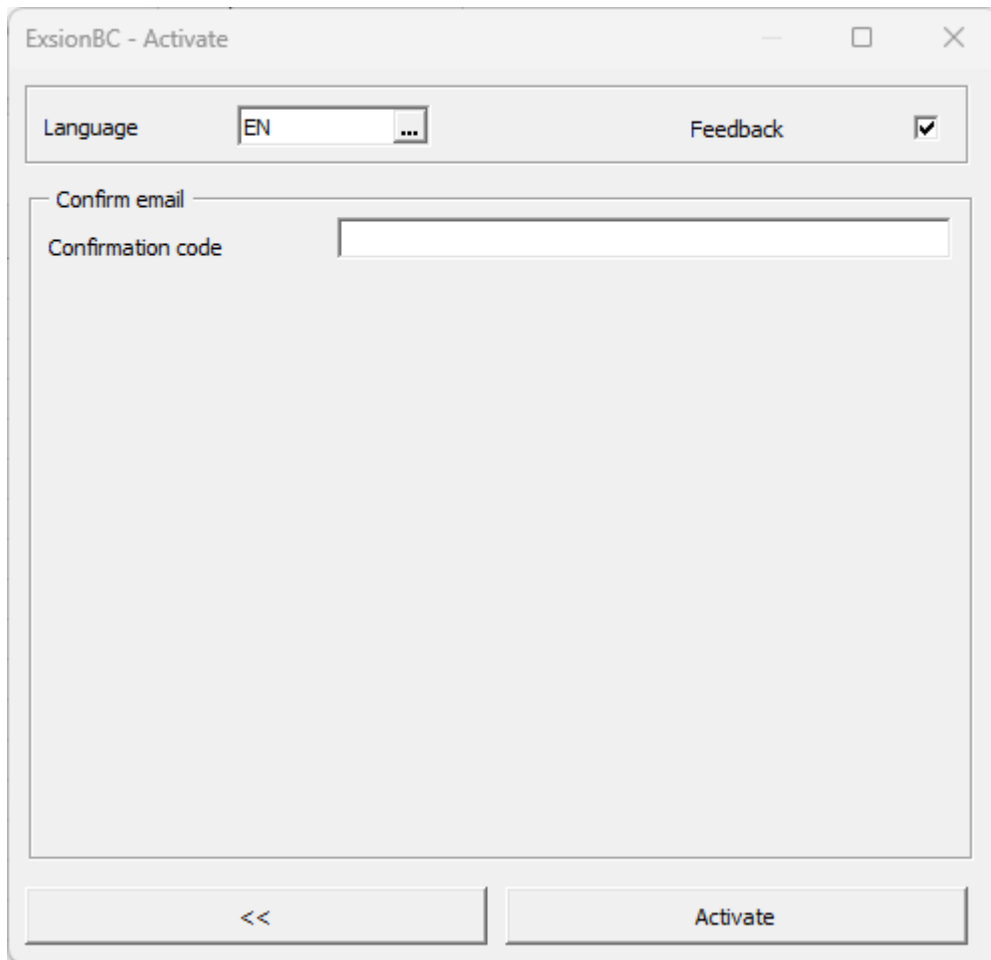 ExsionBC - Activate
Language EN ... Feedback
Confirm email
Confirmation code
<< Activate